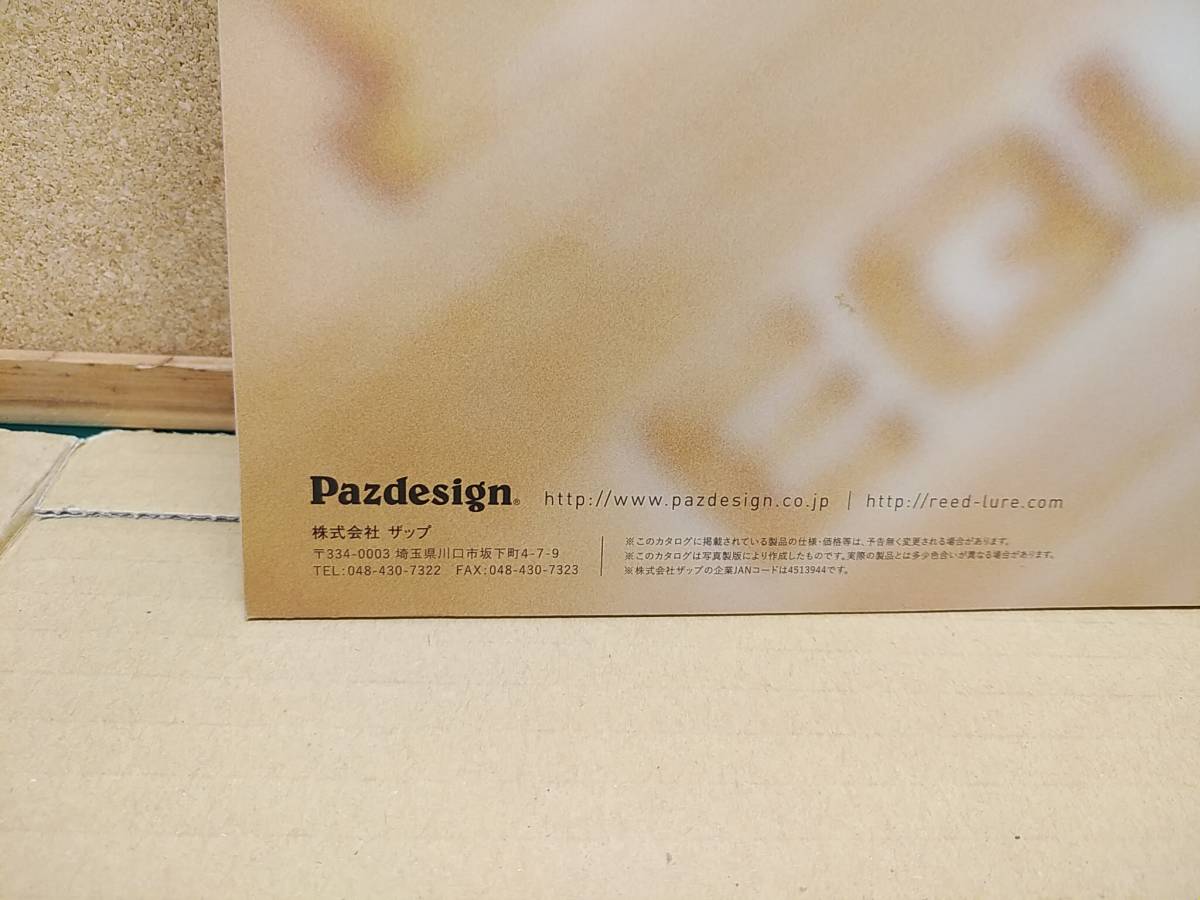 EGI
Pazdesign®
http://www.pazdesign.co.jp | http://reed-lure.com
株式会社 ザップ
〒334-0003 埼玉県川口市坂下町4-7-9
TEL:048-430-7322 FAX:048-430-7323
※このカタログに掲載されている製品の仕様・価格等は、予告無く変更される場合があります。
※このカタログは写真製版により作成したものです。実際の製品とは多少色合いが異なる場合があります。
※株式会社ザップの企業JANコードは4513944です。